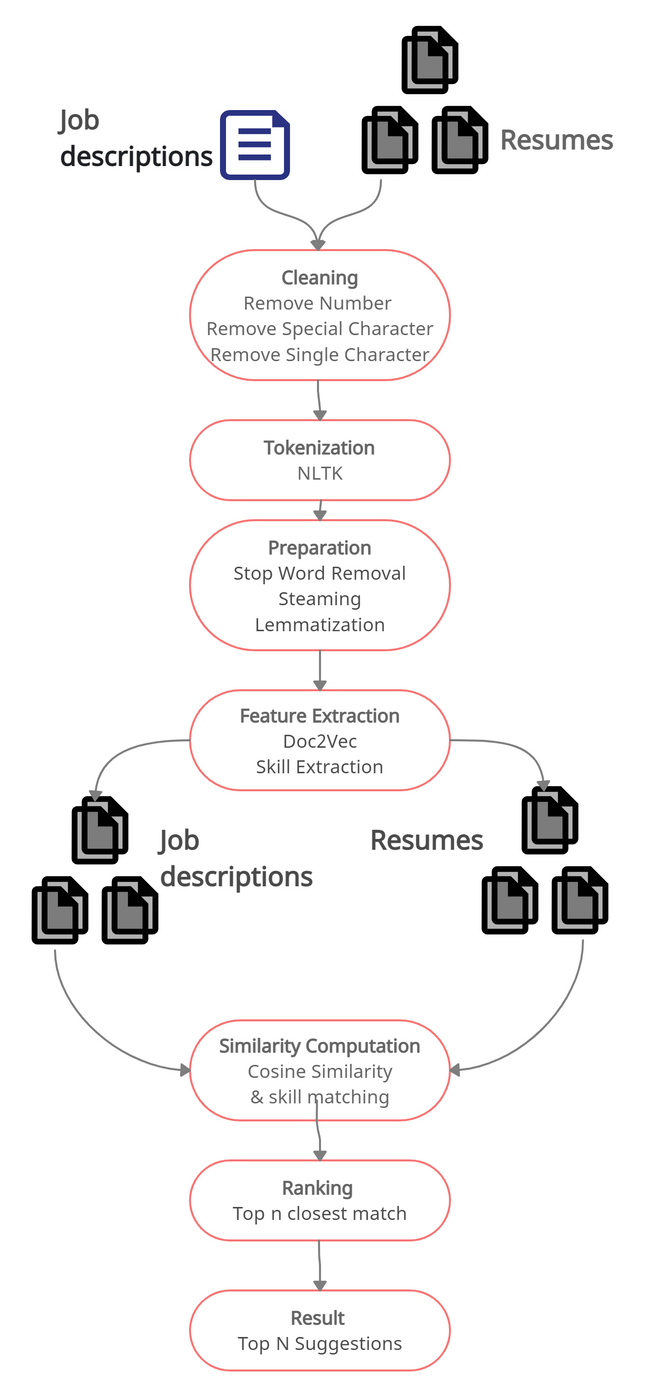 Job
descriptions
Resumes
Cleaning
Remove Number
Remove Special Character
Remove Single Character
Tokenization
NLTK
Preparation
Stop Word Removal
Steaming
Lemmatization
Feature Extraction
Doc2Vec
Skill Extraction
Job
descriptions
Resumes
Similarity Computation
Cosine Similarity
& skill matching
Ranking
Top n closest match
Result
Top N Suggestions